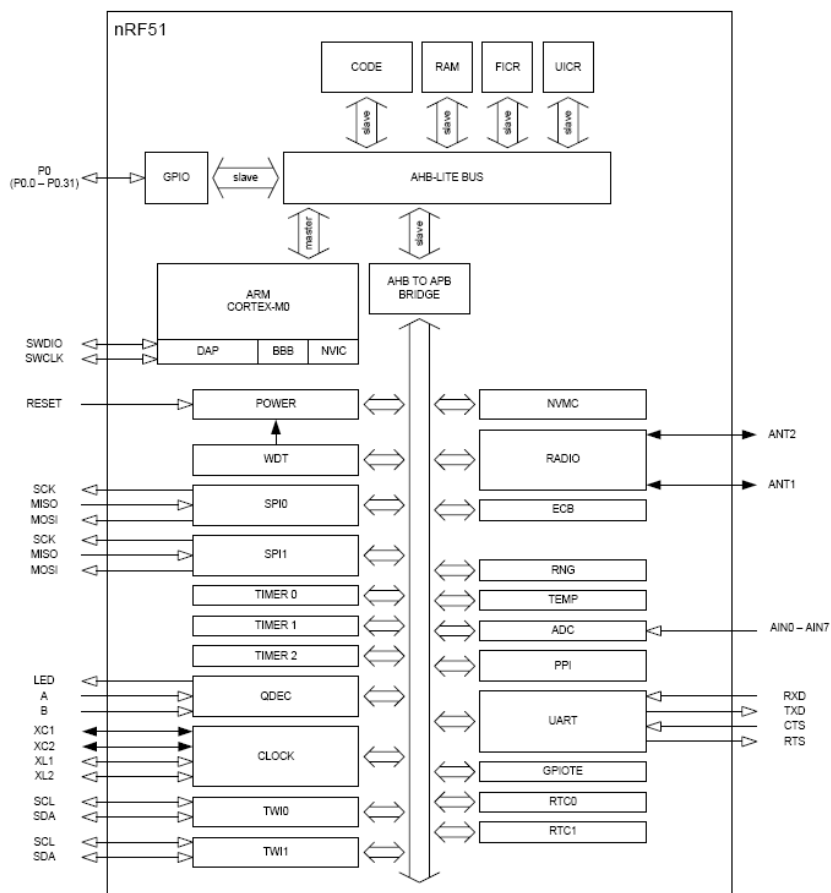 nRF51
CODE
RAM
FICR
UICR
slave
slave
slave
slave
P0
(P0.0 – P0.31)
GPIO
slave
AHB-LITE BUS
master
slave
ARM
CORTEX-M0
AHB TO APB
BRIDGE
SWDIO
SWCLK
DAP
BBB
NVIC
RESET
POWER
NVMC
WDT
RADIO
ANT2
ANT1
SCK
MISO
MOSI
SPI0
ECB
SCK
MISO
MOSI
SPI1
RNG
TIMER 0
TEMP
TIMER 1
ADC
AIN0 – AIN7
TIMER 2
PPI
LED
A
B
QDEC
UART
RXD
TXD
CTS
RTS
XC1
XC2
XL1
XL2
CLOCK
GPIOTE
SCL
SDA
TWI0
RTC0
RTC1
SCL
SDA
TWI1